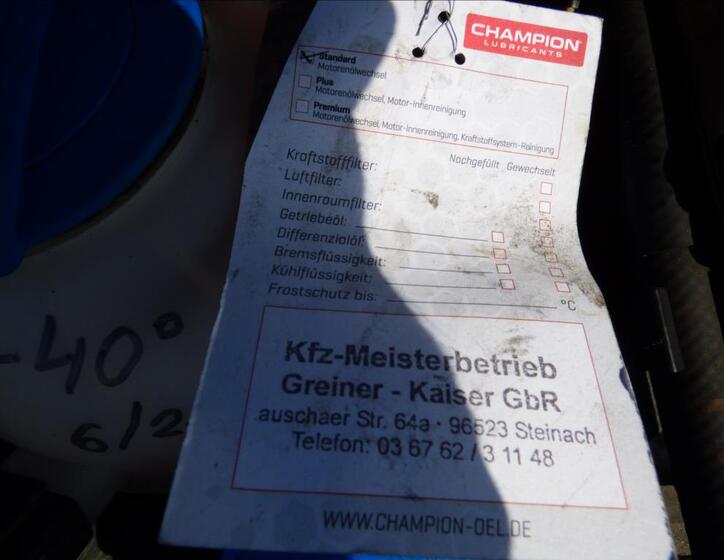 CHAMPION
LUBRICANTS
Standard
Motorenölwechsel
Plus
Motorenölwechsel, Motor-Innenreinigung
Premium
Motorenölwechsel, Motor-Innenreinigung, Kraftstoffsystem-Reinigung
Nachgefüllt Gewechselt
Kraftstofffilter:
Luftfilter:
Innenraumfilter:
Getriebeöl:
Differenzialöl:
Bremsflüssigkeit:
Kühlflüssigkeit:
Frostschutz bis: °C
Kfz-Meisterbetrieb
Greiner - Kaiser GbR
auschaer Str. 64a · 96523 Steinach
Telefon: 03 67 62 / 3 11 48
WWW.CHAMPION-OEL.DE
-40°
6/2